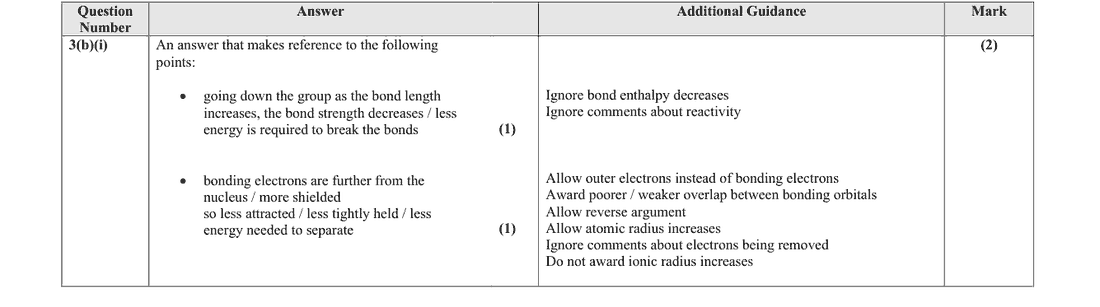 Question Number
Answer
Additional Guidance
Mark
3(b)(i)
An answer that makes reference to the following
points:
• going down the group as the bond length
increases, the bond strength decreases / less
energy is required to break the bonds (1)
• bonding electrons are further from the
nucleus / more shielded
so less attracted / less tightly held / less
energy needed to separate (1)
Ignore bond enthalpy decreases
Ignore comments about reactivity
Allow outer electrons instead of bonding electrons
Award poorer / weaker overlap between bonding orbitals
Allow reverse argument
Allow atomic radius increases
Ignore comments about electrons being removed
Do not award ionic radius increases
(2)